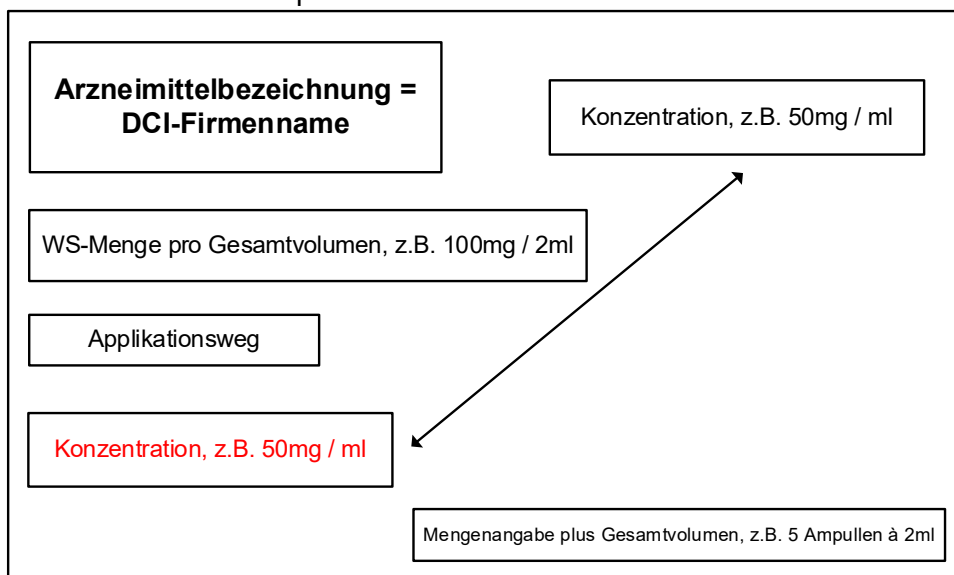 Arzneimittelbezeichnung =
DCI-Firmenname
Konzentration, z.B. 50mg / ml
WS-Menge pro Gesamtvolumen, z.B. 100mg / 2ml
Applikationsweg
Konzentration, z.B. 50mg / ml
Mengenangabe plus Gesamtvolumen, z.B. 5 Ampullen à 2ml